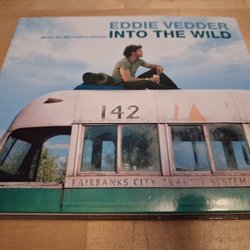 EDDIE VEDDER
music for the motion picture INTO THE WILD
142
FAIRBANKS CITY TRANSIT SYSTEM